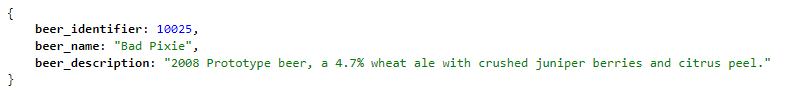 {
beer_identifier: 10025,
beer_name: "Bad Pixie",
beer_description: "2008 Prototype beer, a 4.7% wheat ale with crushed juniper berries and citrus peel."
}